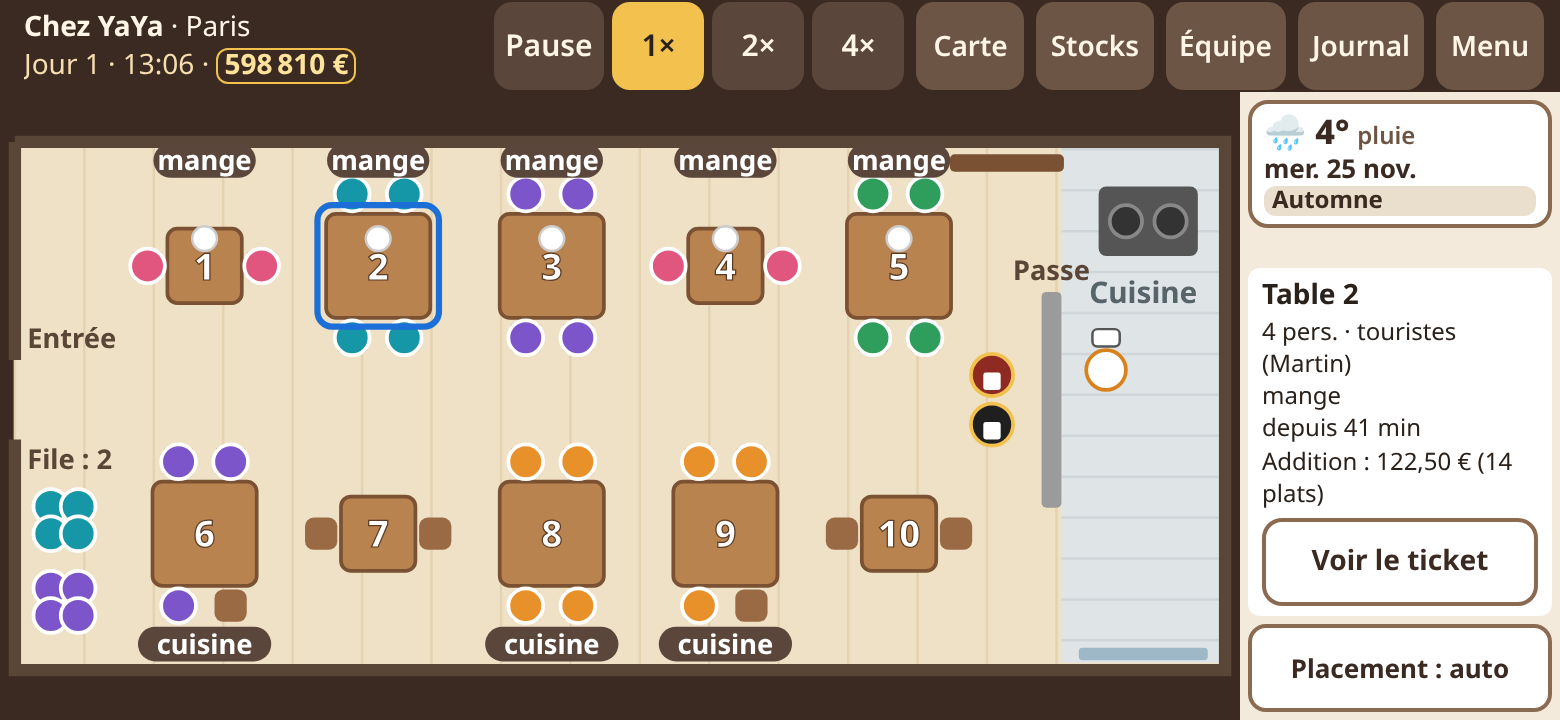 Chez YaYa · Paris
Jour 1 · 13:06 · 598 810 €
Pause
1×
2×
4×
Carte
Stocks
Équipe
Journal
Menu
mange
mange
mange
mange
mange
1
2
3
4
5
Passe
Cuisine
Entrée
File : 2
6
7
8
9
10
cuisine
cuisine
cuisine
4° pluie
mer. 25 nov.
Automne
Table 2
4 pers. · touristes
(Martin)
mange
depuis 41 min
Addition : 122,50 € (14
plats)
Voir le ticket
Placement : auto